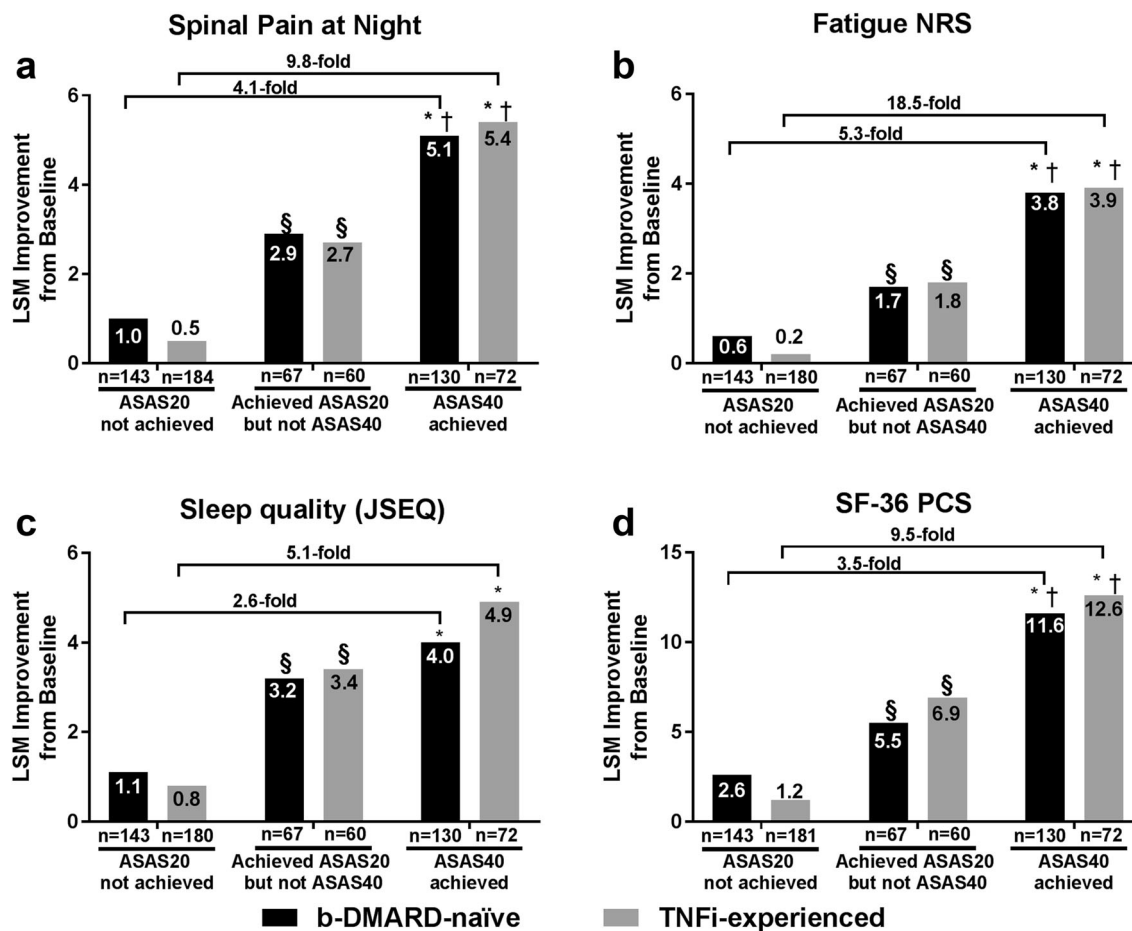 Spinal Pain at Night
a
9.8-fold
4.1-fold
LSM Improvement
from Baseline
6
4
2
0
* †
* †
5.1
5.4
§
§
2.9
2.7
1.0
0.5
n=143 n=184
n=67 n=60
n=130 n=72
ASAS20
not achieved
Achieved ASAS20
but not ASAS40
ASAS40
achieved
Fatigue NRS
b
18.5-fold
5.3-fold
LSM Improvement
from Baseline
6
4
2
0
* †
* †
3.8
3.9
§
§
1.7
1.8
0.6
0.2
n=143 n=180
n=67 n=60
n=130 n=72
ASAS20
not achieved
Achieved ASAS20
but not ASAS40
ASAS40
achieved
Sleep quality (JSEQ)
c
5.1-fold
2.6-fold
LSM Improvement
from Baseline
6
4
2
0
*
*
4.0
4.9
§
§
3.2
3.4
1.1
0.8
n=143 n=180
n=67 n=60
n=130 n=72
ASAS20
not achieved
Achieved ASAS20
but not ASAS40
ASAS40
achieved
SF-36 PCS
d
9.5-fold
3.5-fold
LSM Improvement
from Baseline
15
10
5
0
* †
* †
11.6
12.6
§
§
5.5
6.9
2.6
1.2
n=143 n=181
n=67 n=60
n=130 n=72
ASAS20
not achieved
Achieved ASAS20
but not ASAS40
ASAS40
achieved
b-DMARD-naïve
TNFi-experienced